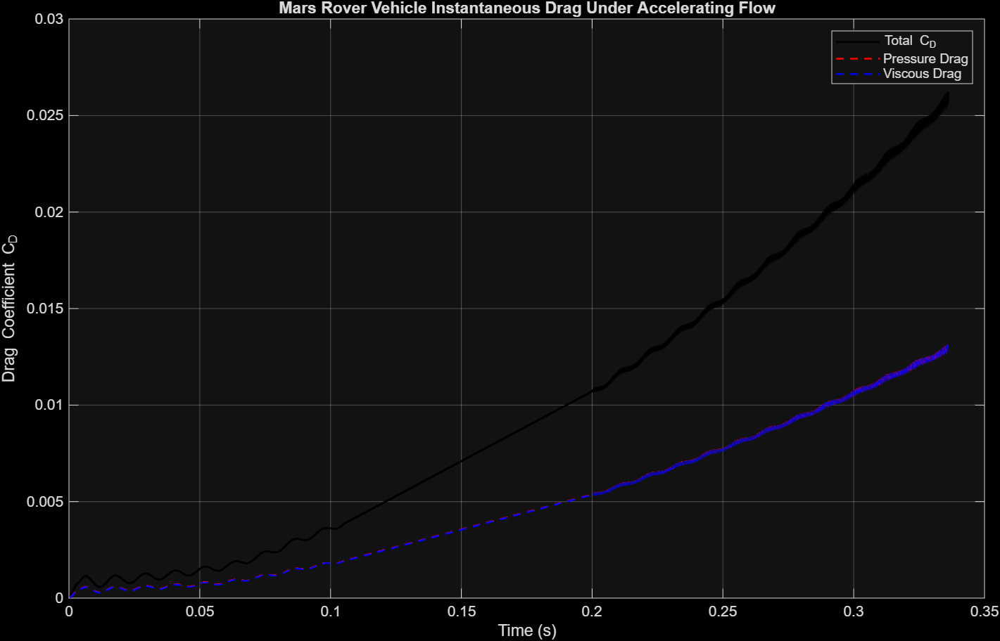 Mars Rover Vehicle Instantaneous Drag Under Accelerating Flow
Total C_D
Pressure Drag
Viscous Drag
Drag Coefficient C_D
0.03
0.025
0.02
0.015
0.01
0.005
0
0 0.05 0.1 0.15 0.2 0.25 0.3 0.35
Time (s)